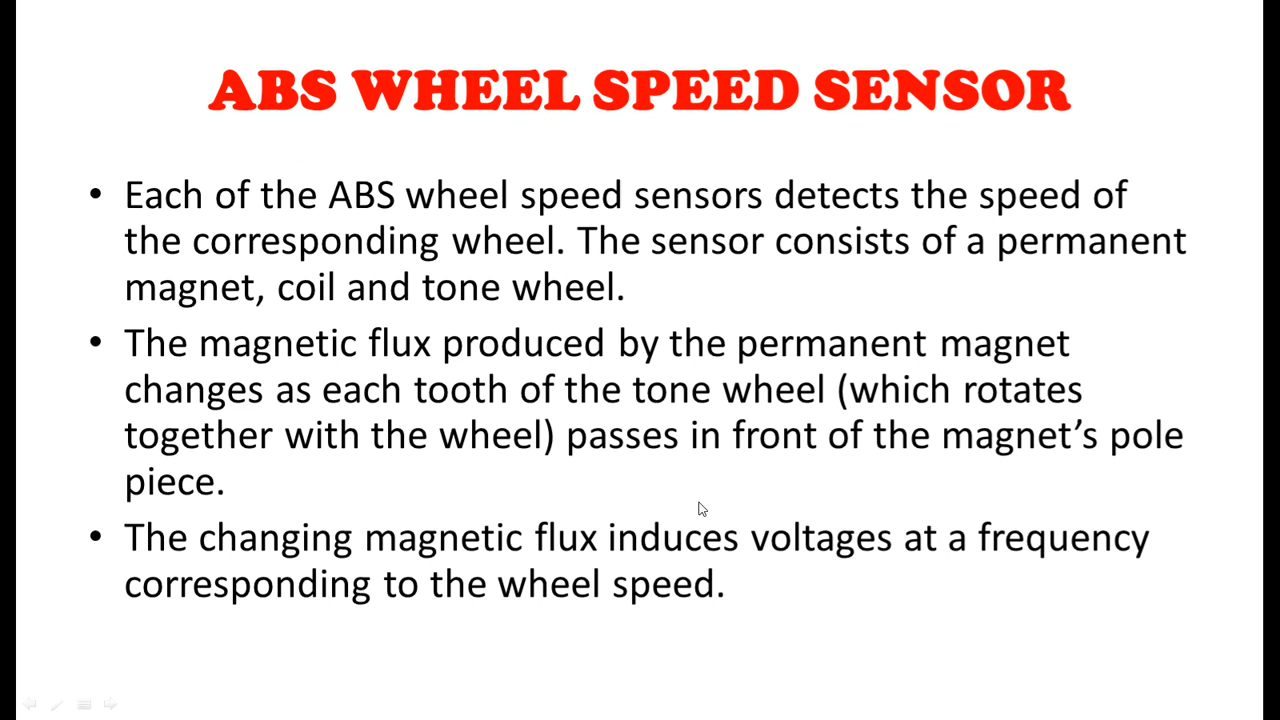 ABS WHEEL SPEED SENSOR
• Each of the ABS wheel speed sensors detects the speed of
the corresponding wheel. The sensor consists of a permanent
magnet, coil and tone wheel.
• The magnetic flux produced by the permanent magnet
changes as each tooth of the tone wheel (which rotates
together with the wheel) passes in front of the magnet’s pole
piece.
• The changing magnetic flux induces voltages at a frequency
corresponding to the wheel speed.